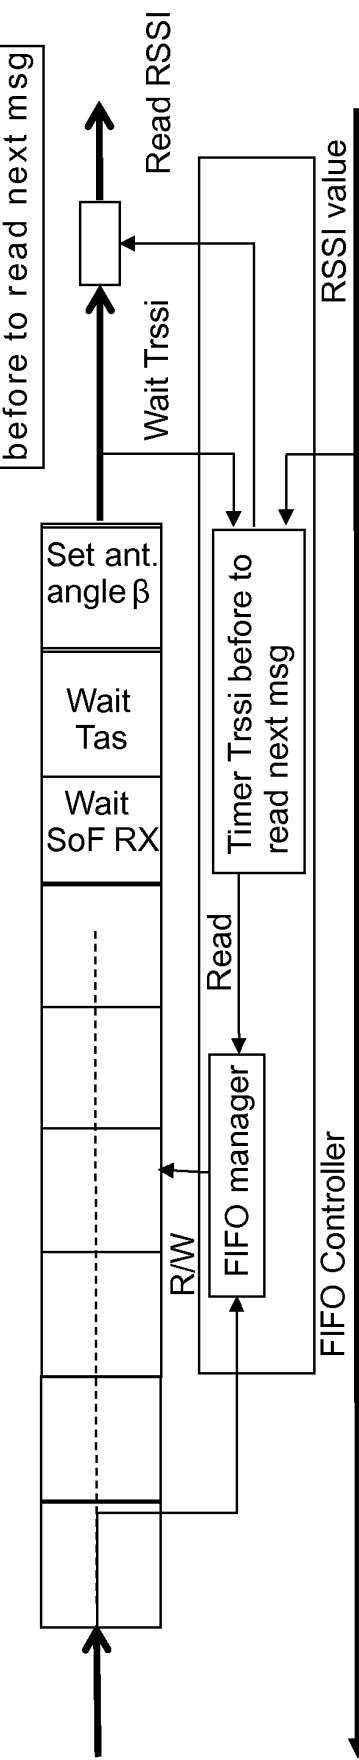 before to read next msg
Read RSSI
Wait Trssi
RSSI value
Set ant.
angle β
Wait
Tas
Wait
SoF RX
Timer Trssi before to
read next msg
Read
FIFO manager
R/W
FIFO Controller